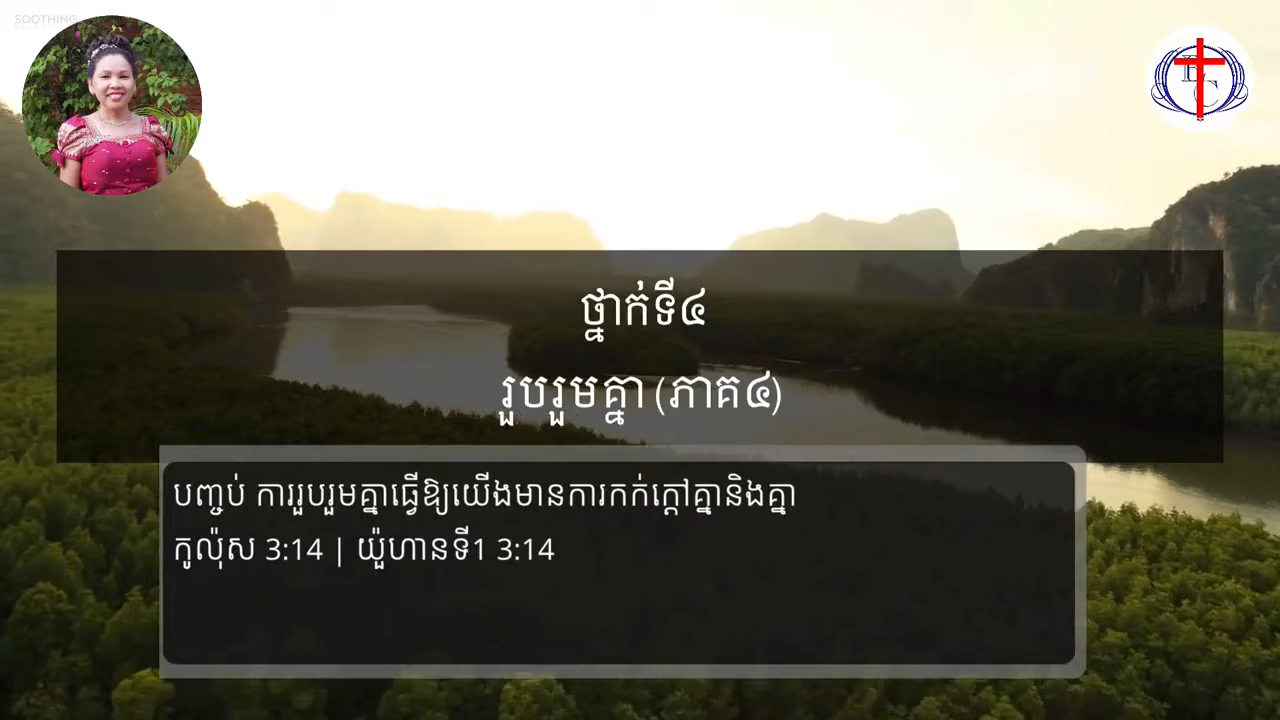 SOOTHING
ថ្នាក់ទី៤
រួបរួមគ្នា (ភាគ៤)
បញ្ចប់ ការរួបរួមគ្នាធ្វើឱ្យយើងមានការកក់ក្តៅគ្នានិងគ្នា
កូល៉ុស 3:14 | យ៉ូហានទី1 3:14